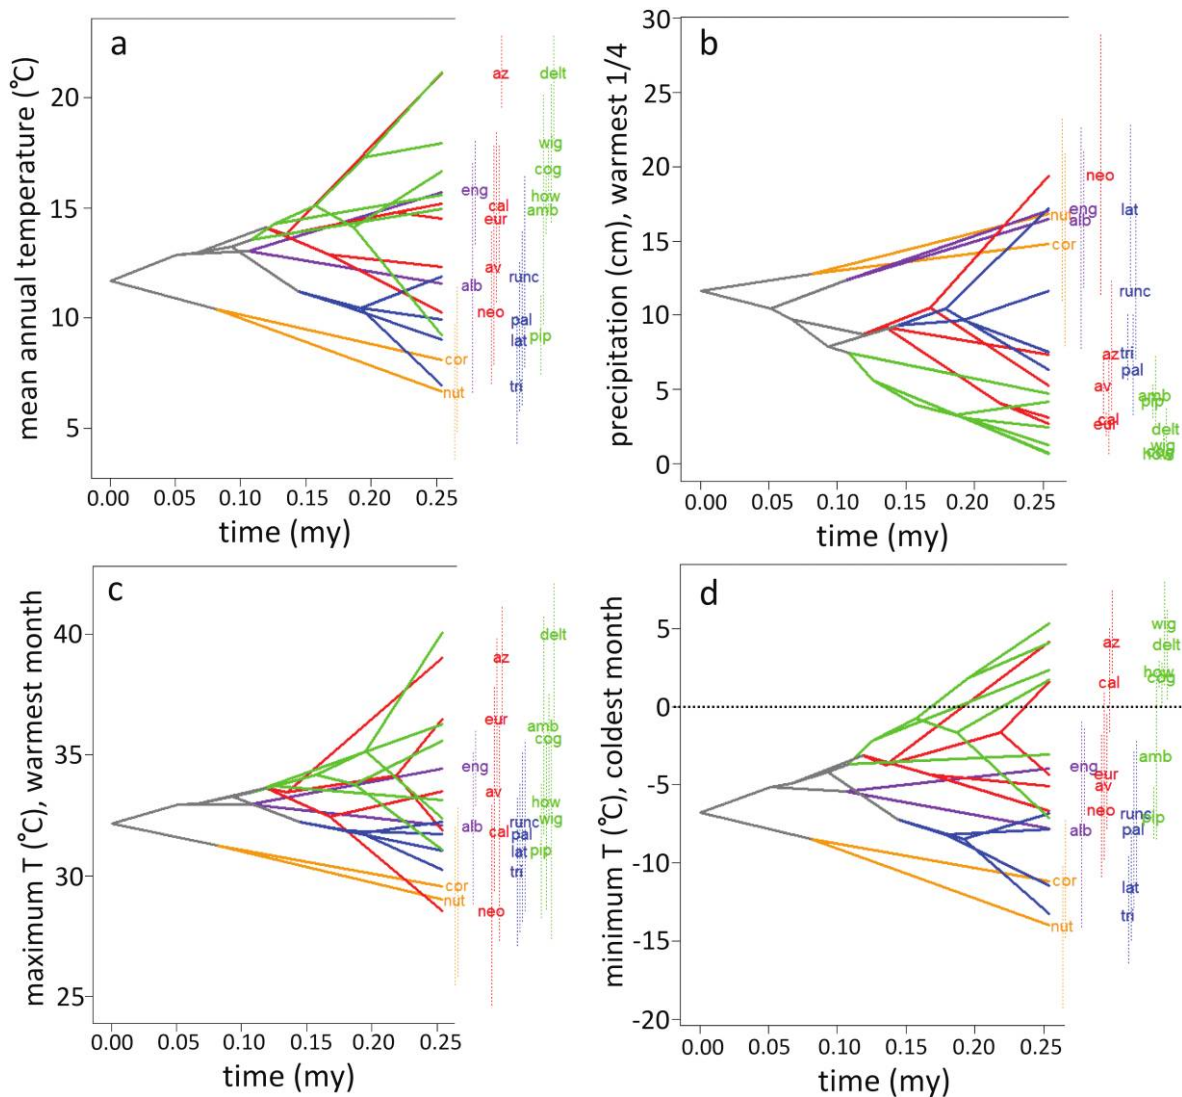 a
mean annual temperature (°C)
20
15
10
5
0.00 0.05 0.10 0.15 0.20 0.25
time (my)
az
delt
wig
cog
eng
how
cal
amb
eur
av
runc
alb
neo
pal
pip
lat
cor
tri
nut
b
precipitation (cm), warmest 1/4
30
25
20
15
10
5
0
0.00 0.05 0.10 0.15 0.20 0.25
time (my)
neo
eng
lat
nut
alb
cor
runc
az
tri
pal
av
amb
pip
cal
eur
delt
wig
cog
how
c
maximum T (°C), warmest month
40
35
30
25
0.00 0.05 0.10 0.15 0.20 0.25
time (my)
delt
az
eur
amb
cog
eng
av
how
runc
wig
alb
cal
pal
lat
pip
tri
cor
nut
neo
d
minimum T (°C), coldest month
5
0
-5
-10
-15
-20
0.00 0.05 0.10 0.15 0.20 0.25
time (my)
wig
az
delt
how
cal
cog
amb
eng
eur
av
neo
runc
pip
alb
pal
cor
lat
tri
nut